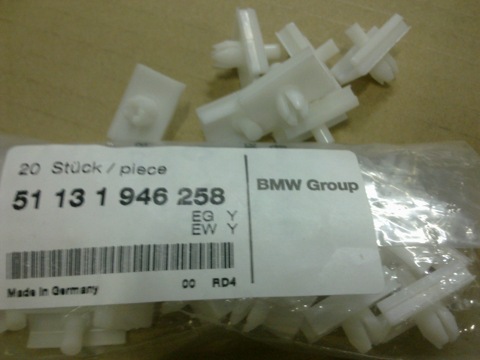 20 Stück / piece
51 13 1 946 258
BMW Group
EG Y
EW Y
Made in Germany
00 RD4